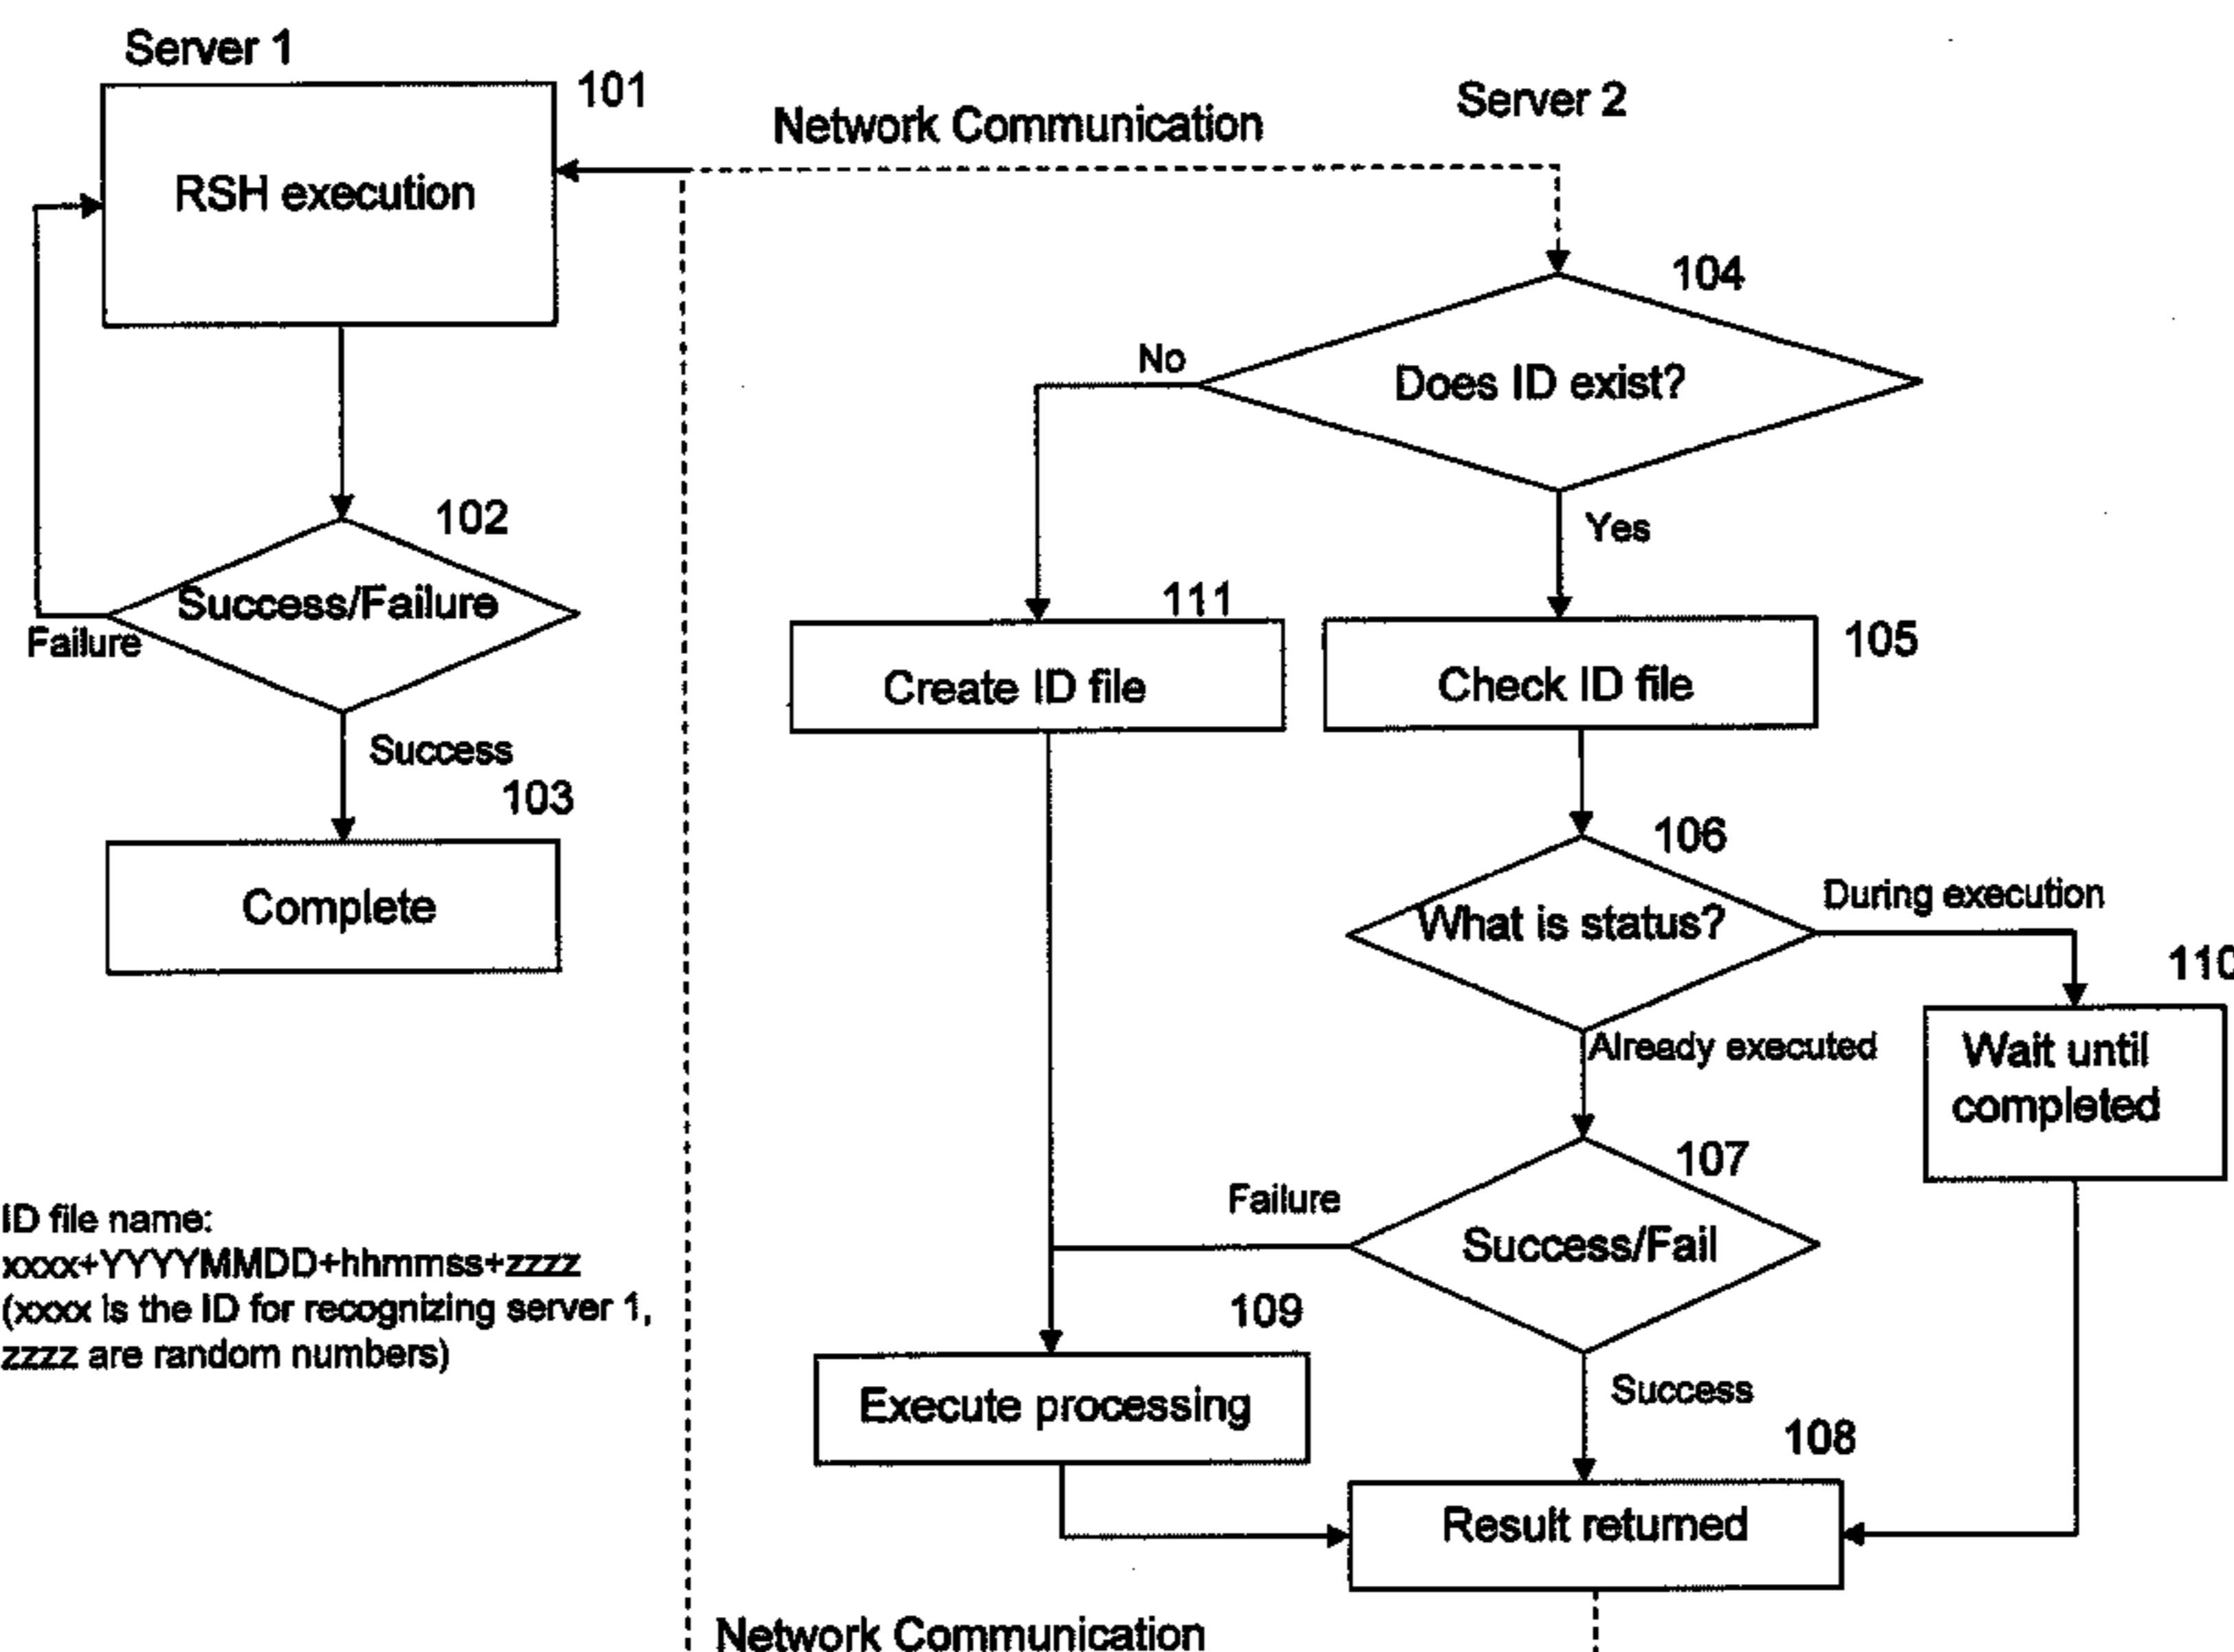 Server 1
101
RSH execution
102
Success/Failure
Failure
Success
103
Complete
ID file name:
xxxx+YYYYMMDD+hhmmss+zzzz
(xxxx is the ID for recognizing server 1,
zzzz are random numbers)
Network Communication
Server 2
104
Does ID exist?
No
Yes
111
Create ID file
105
Check ID file
106
What is status?
During execution
110
Wait until
completed
Already executed
107
Success/Fail
Failure
109
Execute processing
Success
108
Result returned
Network Communication